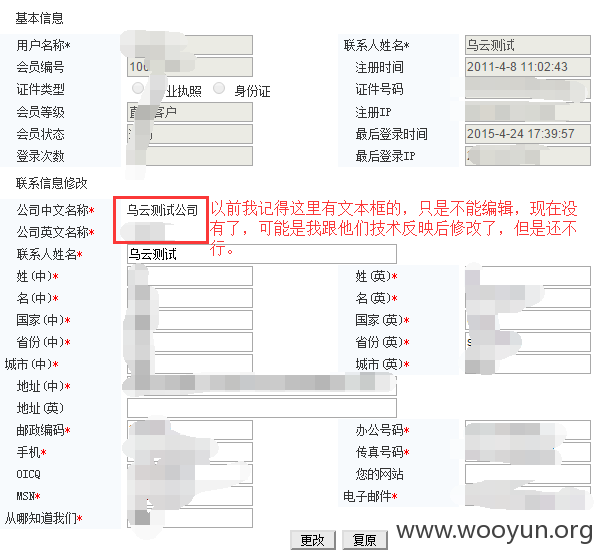 基本信息
用户名称* 联系人姓名* 乌云测试
会员编号 100 注册时间 2011-4-8 11:02:43
证件类型 业执照 身份证 证件号码
会员等级 直 客户 注册IP
会员状态 最后登录时间 2015-4-24 17:39:57
登录次数 最后登录IP
联系信息修改
公司中文名称* 乌云测试公司 以前我记得这里有文本框的，只是不能编辑，现在没
公司英文名称* 有了，可能是我跟他们技术反映后修改了，但是还不
行。
联系人姓名* 乌云测试
姓(中)* 姓(英)*
名(中)* 名(英)*
国家(中)* 国家(英)*
省份(中)* 省份(英)* s
城市(中)* 城市(英)*
地址(中)*
地址(英)
邮政编码* 办公号码*
手机* 传真号码*
OICQ 您的网站
MSN* 电子邮件*
从哪知道我们*
更改 复原
www.wooyun.org